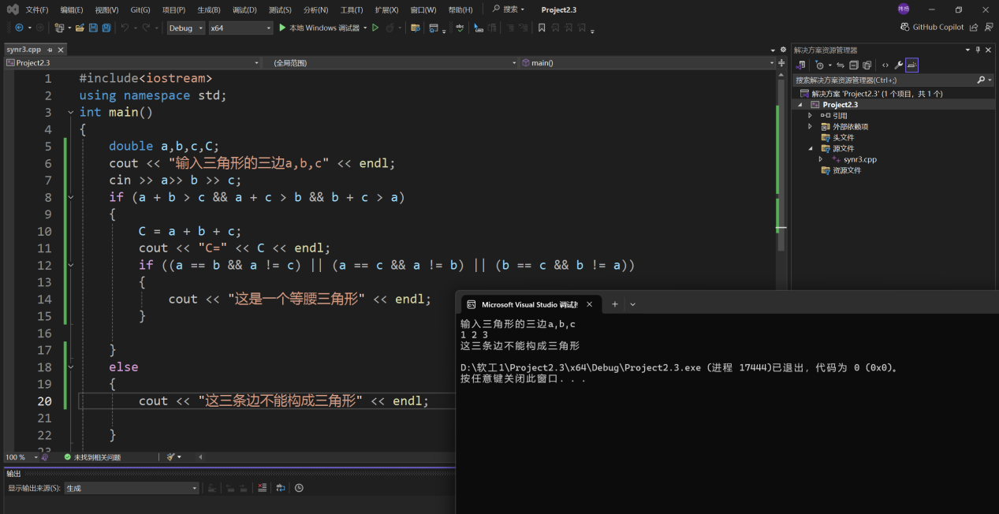 文件(F) 编辑(E) 视图(V) Git(G) 项目(P) 生成(B) 调试(D) 测试(S) 分析(N) 工具(T) 扩展(X) 窗口(W) 帮助(H) 搜索 Project2.3
Debug x64 本地 Windows 调试器 GitHub Copilot
synr3.cpp
Project2.3 (全局范围) main()
1 #include<iostream>
2 using namespace std;
3 int main()
4 {
5 double a,b,c,C;
6 cout << "输入三角形的三边a,b,c" << endl;
7 cin >> a>> b >> c;
8 if (a + b > c && a + c > b && b + c > a)
9 {
10 C = a + b + c;
11 cout << "C=" << C << endl;
12 if ((a == b && a != c) || (a == c && a != b) || (b == c && b != a))
13 {
14 cout << "这是一个等腰三角形" << endl;
15 }
16
17 }
18 else
19 {
20 cout << "这三条边不能构成三角形" << endl;
21
22 }
23
100 % 未找到相关问题
输出
显示输出来源(S): 生成
解决方案资源管理器
搜索解决方案资源管理器(Ctrl+;)
解决方案 'Project2.3' (1 个项目，共 1 个)
Project2.3
引用
外部依赖项
头文件
源文件
synr3.cpp
资源文件
Microsoft Visual Studio 调试
输入三角形的三边a,b,c
1 2 3
这三条边不能构成三角形
D:\软工1\Project2.3\x64\Debug\Project2.3.exe (进程 17444)已退出，代码为 0 (0x0)。
按任意键关闭此窗口. . .